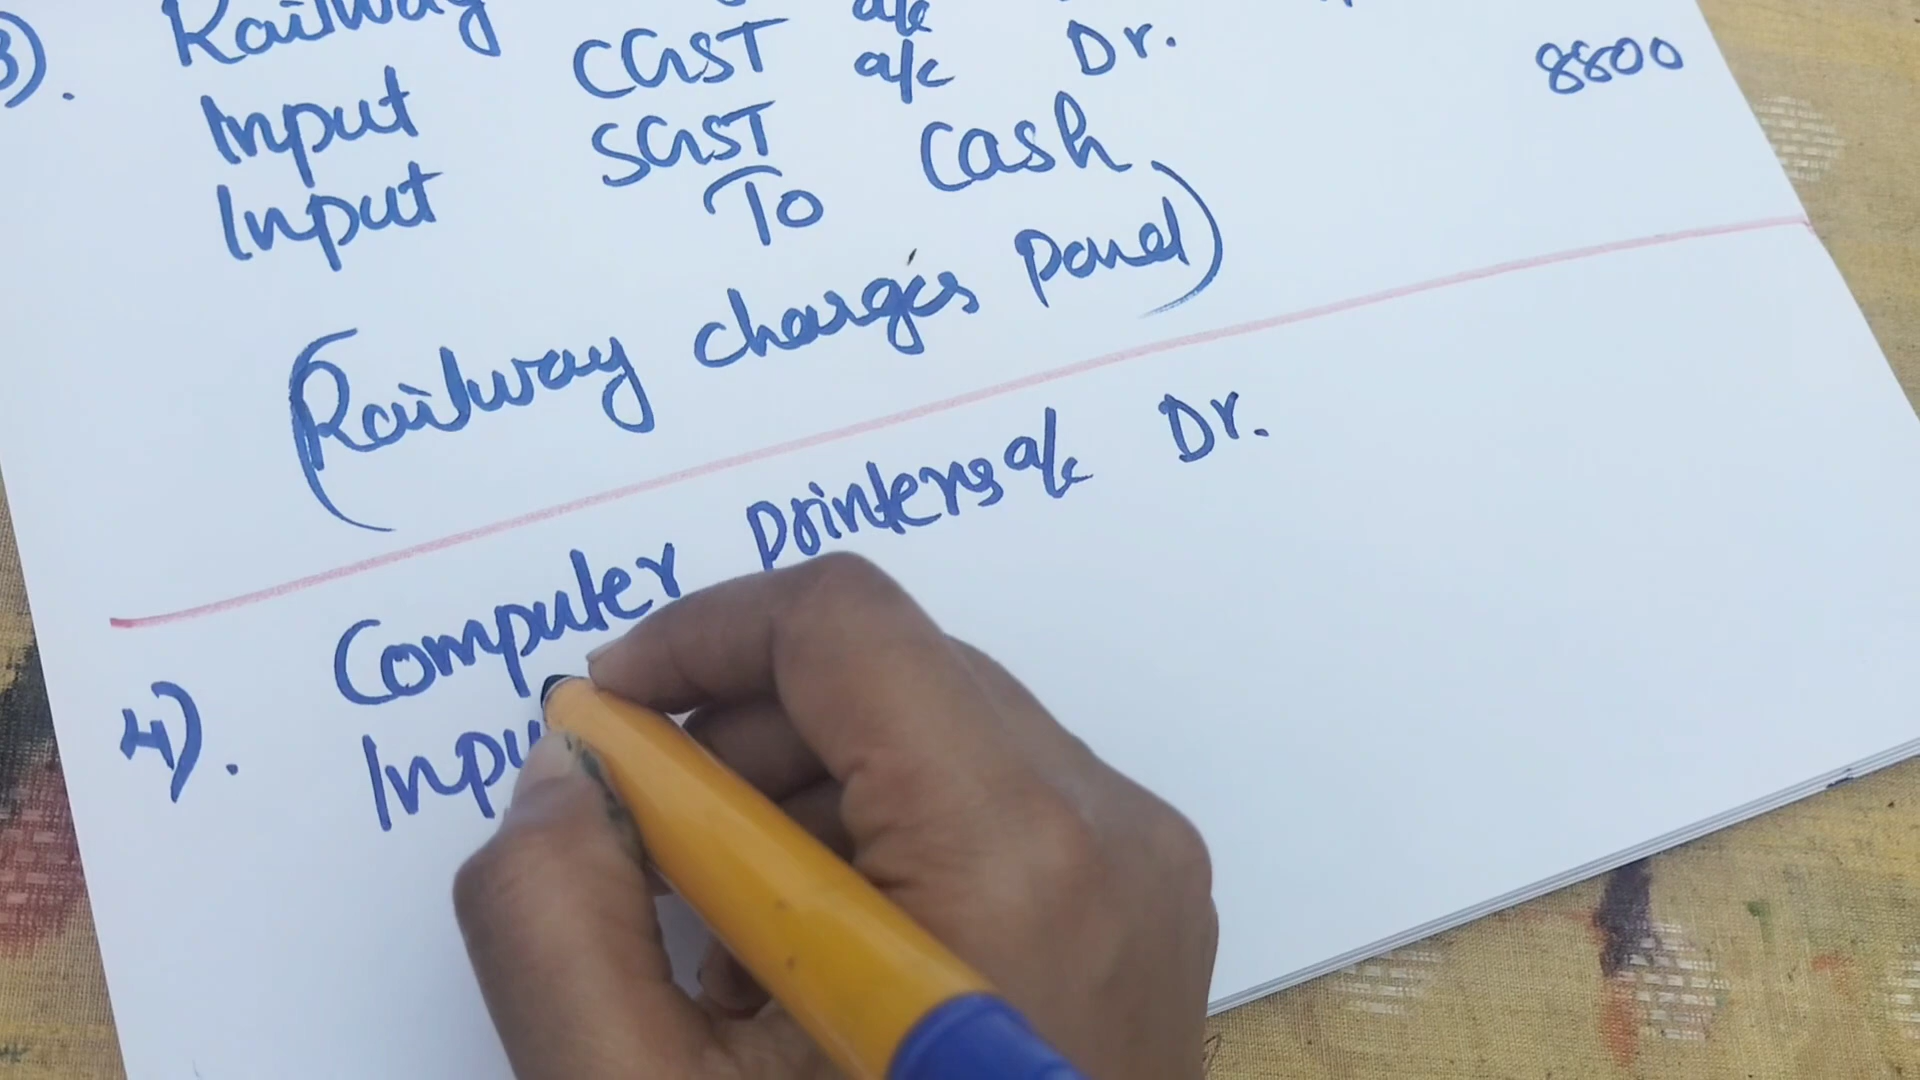 3). Railway a/c
Input CGST a/c Dr.
Input SGST
To Cash 8800
(Railway charges paid)
4). Computer printers a/c Dr.
Inpu